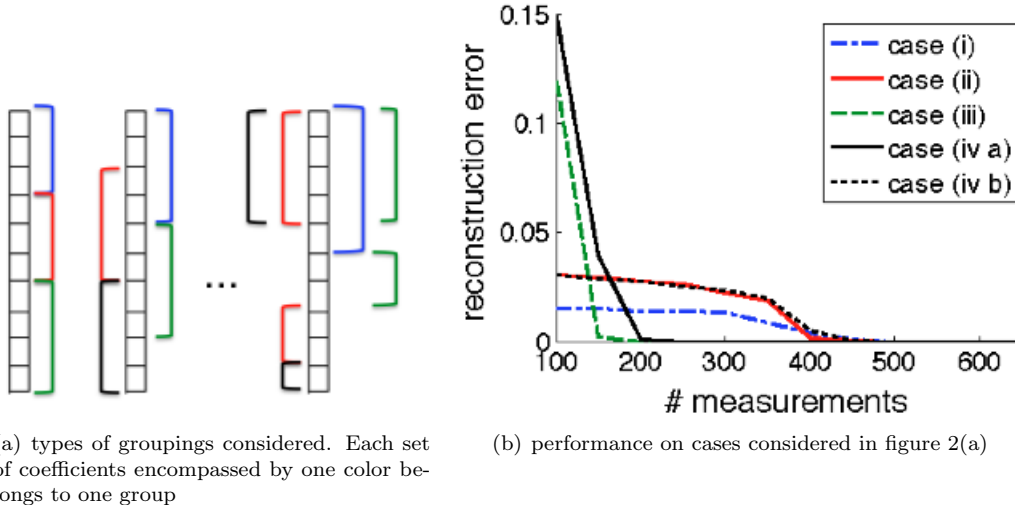 ...
0.15
0.1
0.05
0
reconstruction error
case (i)
case (ii)
case (iii)
case (iv a)
case (iv b)
100 200 300 400 500 600
# measurements
a) types of groupings considered. Each set
of coefficients encompassed by one color be-
ongs to one group
(b) performance on cases considered in figure 2(a)